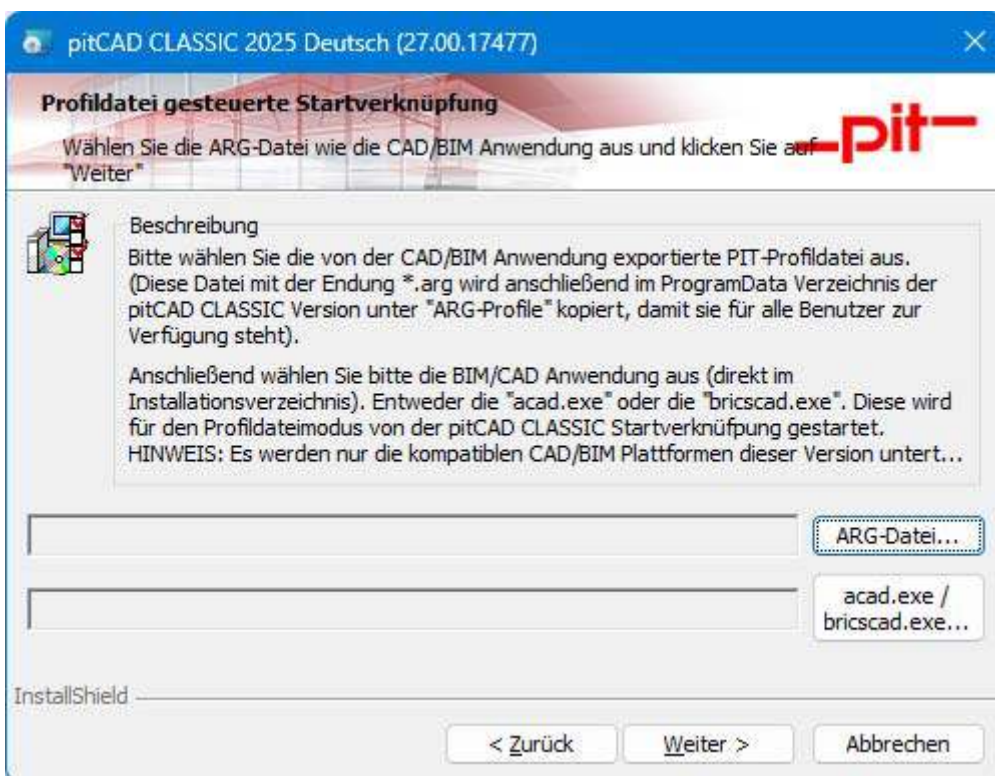 pitCAD CLASSIC 2025 Deutsch (27.00.17477)
Profildatei gesteuerte Startverknüpfung
Wählen Sie die ARG-Datei wie die CAD/BIM Anwendung aus und klicken Sie auf
"Weiter"
pit
Beschreibung
Bitte wählen Sie die von der CAD/BIM Anwendung exportierte PIT-Profildatei aus.
(Diese Datei mit der Endung *.arg wird anschließend im ProgramData Verzeichnis der
pitCAD CLASSIC Version unter "ARG-Profile" kopiert, damit sie für alle Benutzer zur
Verfügung steht).
Anschließend wählen Sie bitte die BIM/CAD Anwendung aus (direkt im
Installationsverzeichnis). Entweder die "acad.exe" oder die "bricscad.exe". Diese wird
für den Profildateimodus von der pitCAD CLASSIC Startverknüfpung gestartet.
HINWEIS: Es werden nur die kompatiblen CAD/BIM Plattformen dieser Version untert...
ARG-Datei...
acad.exe /
bricscad.exe...
InstallShield
< Zurück
Weiter >
Abbrechen